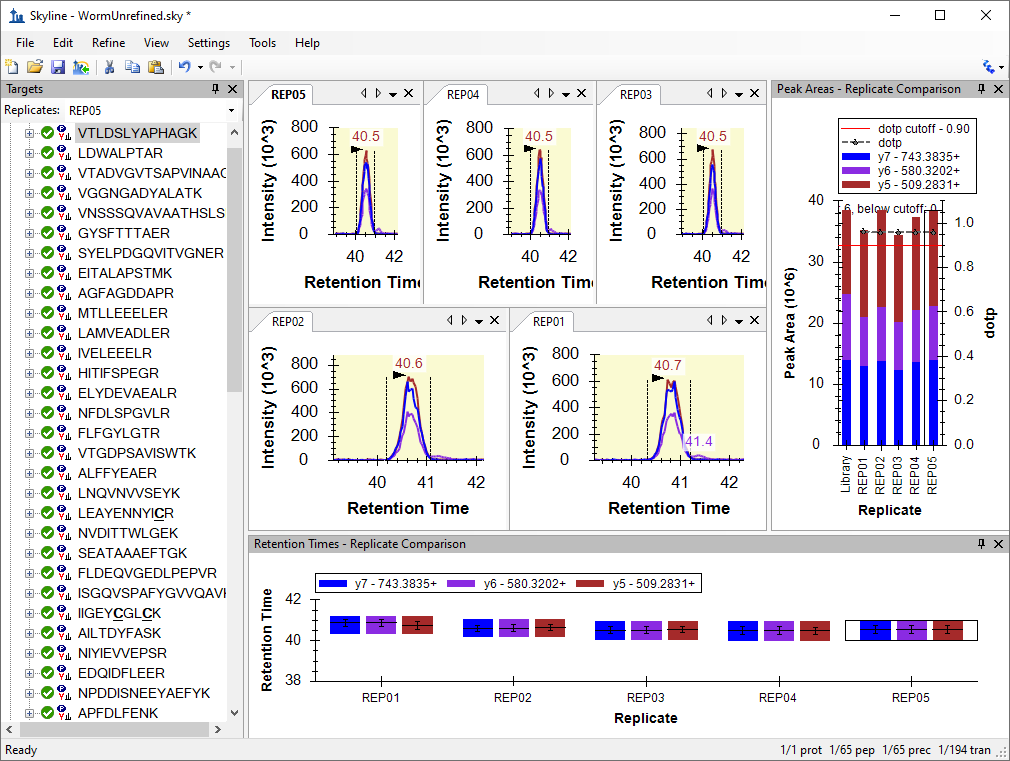 Skyline - WormUnrefined.sky *
File Edit Refine View Settings Tools Help
Targets
Replicates: REP05
VTLDSLYAPHAGK
LDWALPTAR
VTADVGVTSAPVINAAG
VGGNGADYALATK
VNSSSQVAVAATHSLS
GYSFTTTAER
SYELPDGQVITVGNER
EITALAPSTMK
AGFAGDDAPR
MTLLEEELER
LAMVEADLER
IVELEEELR
HITIFSPEGR
ELYDEVAEALR
NFDLSPGVLR
FLFGYLGTR
VTGDPSAVISWTK
ALFFYEAER
LNQVNVVSEYK
LEAYENNYICR
NVDITTWLGEK
SEATAAAEFTGK
FLDEQVGEDLPEPVR
ISGQVSPAFYGVVQAVH
IIGEYCGLCK
AILTDYFASK
NIYIEVVEPSR
EDQIDFLEER
NPDDISNEEYAEFYK
APFDLFENK
REP05
Intensity (10^3)
800
600
400
200
0
40.5
40 42
Retention Time
REP04
Intensity (10^3)
800
600
400
200
0
40.5
40 42
Retention Time
REP03
Intensity (10^3)
800
600
400
200
0
40.5
40 42
Retention Time
REP02
Intensity (10^3)
800
600
400
200
0
40.6
40 41 42
Retention Time
REP01
Intensity (10^3)
800
600
400
200
0
40.7
41.4
40 41 42
Retention Time
Peak Areas - Replicate Comparison
dotp cutoff - 0.90
dotp
y7 - 743.3835+
y6 - 580.3202+
y5 - 509.2831+
6, below cutoff: 0
Peak Area (10^6)
40
30
20
10
0
1.0
0.8
0.6
0.4
0.2
0.0
dotp
Library
REP01
REP02
REP03
REP04
REP05
Replicate
Retention Times - Replicate Comparison
y7 - 743.3835+ y6 - 580.3202+ y5 - 509.2831+
Retention Time
42
40
38
REP01 REP02 REP03 REP04 REP05
Replicate
Ready
1/1 prot 1/65 pep 1/65 prec 1/194 tran